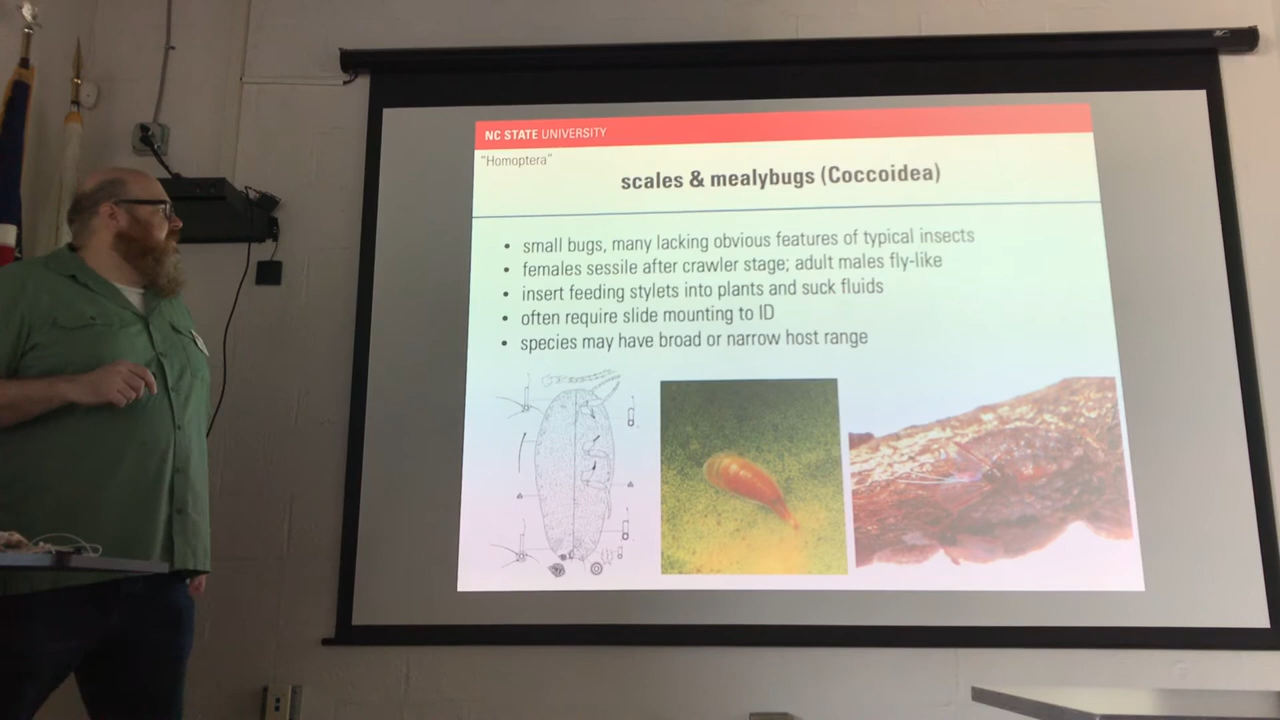 NC STATE UNIVERSITY
"Homoptera"
scales & mealybugs (Coccoidea)
• small bugs, many lacking obvious features of typical insects
• females sessile after crawler stage; adult males fly-like
• insert feeding stylets into plants and suck fluids
• often require slide mounting to ID
• species may have broad or narrow host range